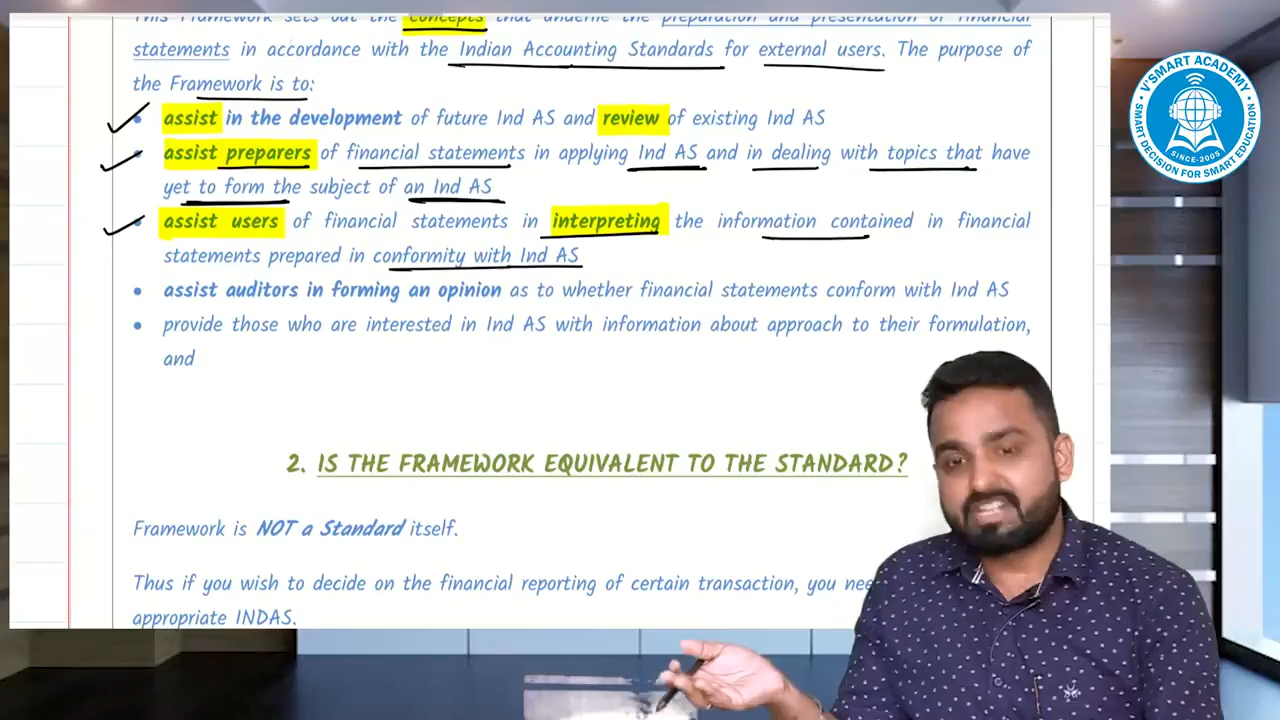 This Framework sets out the concepts that underlie the preparation and presentation of financial
statements in accordance with the Indian Accounting Standards for external users. The purpose of
the Framework is to:
• assist in the development of future Ind AS and review of existing Ind AS
• assist preparers of financial statements in applying Ind AS and in dealing with topics that have
yet to form the subject of an Ind AS
• assist users of financial statements in interpreting the information contained in financial
statements prepared in conformity with Ind AS
• assist auditors in forming an opinion as to whether financial statements conform with Ind AS
• provide those who are interested in Ind AS with information about approach to their formulation,
and
2. IS THE FRAMEWORK EQUIVALENT TO THE STANDARD?
Framework is NOT a Standard itself.
Thus if you wish to decide on the financial reporting of certain transaction, you
appropriate INDAS.
V'SMART ACADEMY
SINCE-2005
SMART DECISION FOR SMART EDUCATION